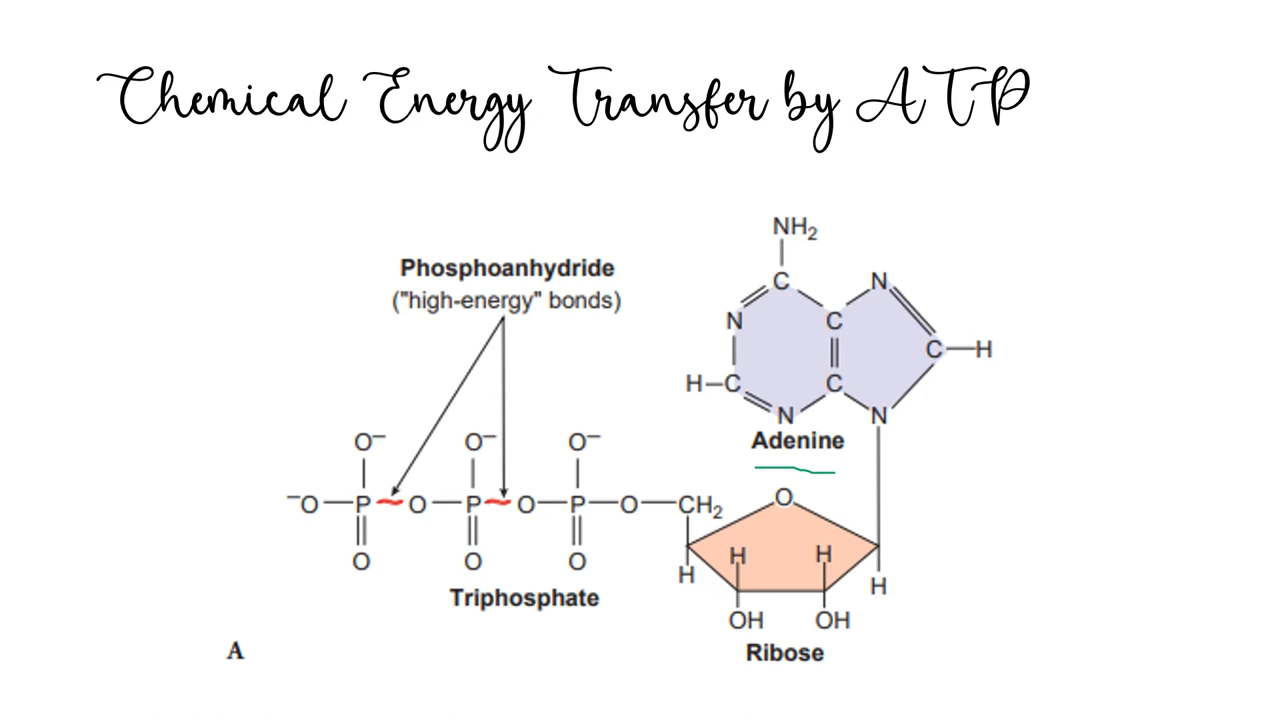 Chemical Energy Transfer by ATP
NH₂
Phosphoanhydride
("high-energy" bonds)
C N
N C
C—H
H—C C
N N
Adenine
O⁻ O⁻ O⁻
⁻O—P~O—P~O—P—O—CH₂ O
O O O
H H H H
Triphosphate
OH OH
A
Ribose